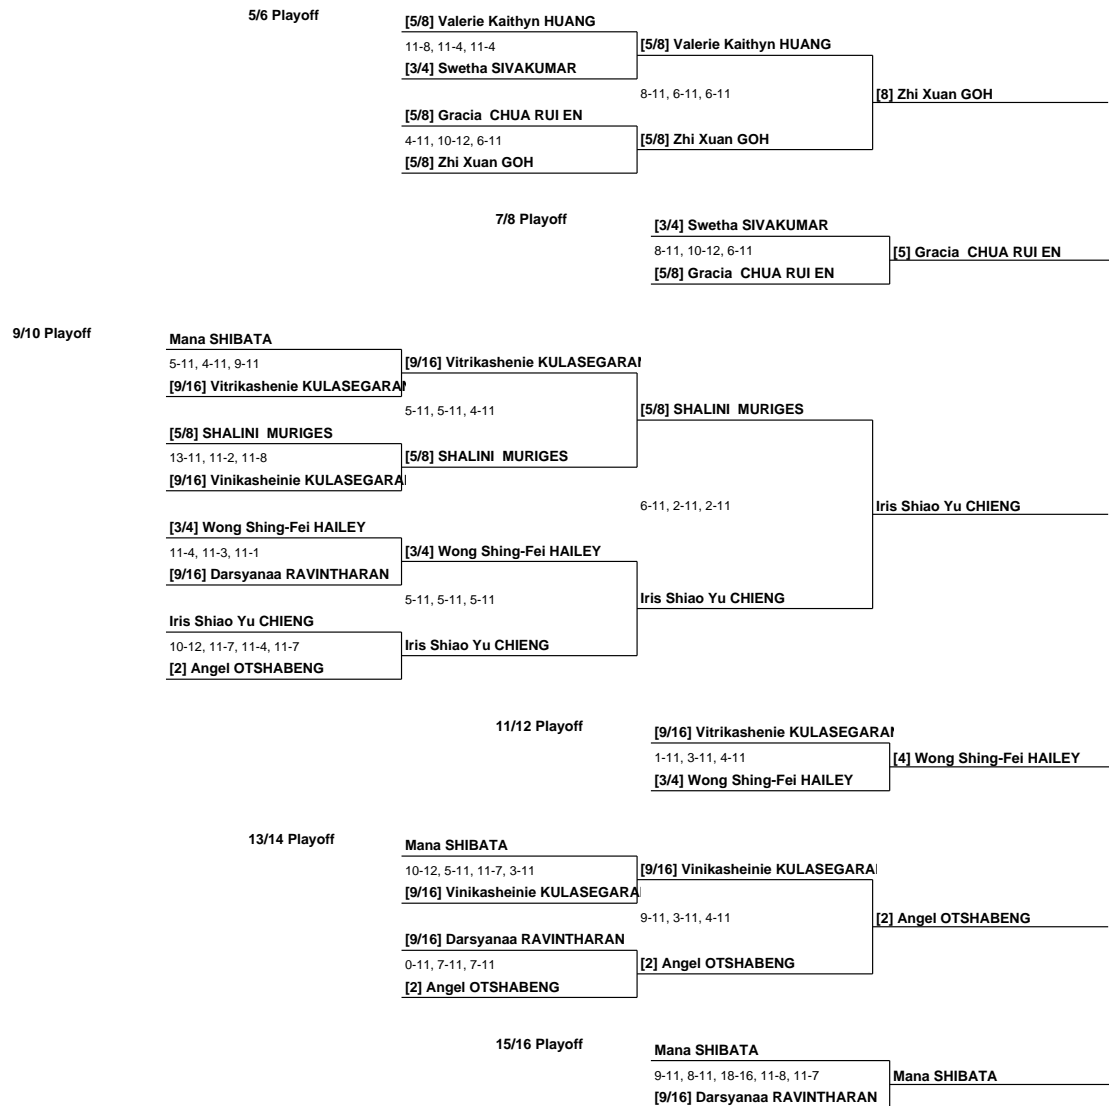 5/6 Playoff
[5/8] Valerie Kaithyn HUANG
11-8, 11-4, 11-4
[3/4] Swetha SIVAKUMAR
[5/8] Valerie Kaithyn HUANG
8-11, 6-11, 6-11
[8] Zhi Xuan GOH
[5/8] Gracia  CHUA RUI EN
4-11, 10-12, 6-11
[5/8] Zhi Xuan GOH
[5/8] Zhi Xuan GOH
7/8 Playoff
[3/4] Swetha SIVAKUMAR
8-11, 10-12, 6-11
[5/8] Gracia  CHUA RUI EN
[5] Gracia  CHUA RUI EN
9/10 Playoff
Mana SHIBATA
5-11, 4-11, 9-11
[9/16] Vitrikashenie KULASEGARAN
[9/16] Vitrikashenie KULASEGARAN
5-11, 5-11, 4-11
[5/8] SHALINI  MURIGES
[5/8] SHALINI  MURIGES
13-11, 11-2, 11-8
[9/16] Vinikasheinie KULASEGARA
[5/8] SHALINI  MURIGES
6-11, 2-11, 2-11
Iris Shiao Yu CHIENG
[3/4] Wong Shing-Fei HAILEY
11-4, 11-3, 11-1
[9/16] Darsyanaa RAVINTHARAN
[3/4] Wong Shing-Fei HAILEY
5-11, 5-11, 5-11
Iris Shiao Yu CHIENG
Iris Shiao Yu CHIENG
10-12, 11-7, 11-4, 11-7
[2] Angel OTSHABENG
Iris Shiao Yu CHIENG
11/12 Playoff
[9/16] Vitrikashenie KULASEGARAN
1-11, 3-11, 4-11
[3/4] Wong Shing-Fei HAILEY
[4] Wong Shing-Fei HAILEY
13/14 Playoff
Mana SHIBATA
10-12, 5-11, 11-7, 3-11
[9/16] Vinikasheinie KULASEGARA
[9/16] Vinikasheinie KULASEGARA
9-11, 3-11, 4-11
[2] Angel OTSHABENG
[9/16] Darsyanaa RAVINTHARAN
0-11, 7-11, 7-11
[2] Angel OTSHABENG
[2] Angel OTSHABENG
15/16 Playoff
Mana SHIBATA
9-11, 8-11, 18-16, 11-8, 11-7
[9/16] Darsyanaa RAVINTHARAN
Mana SHIBATA